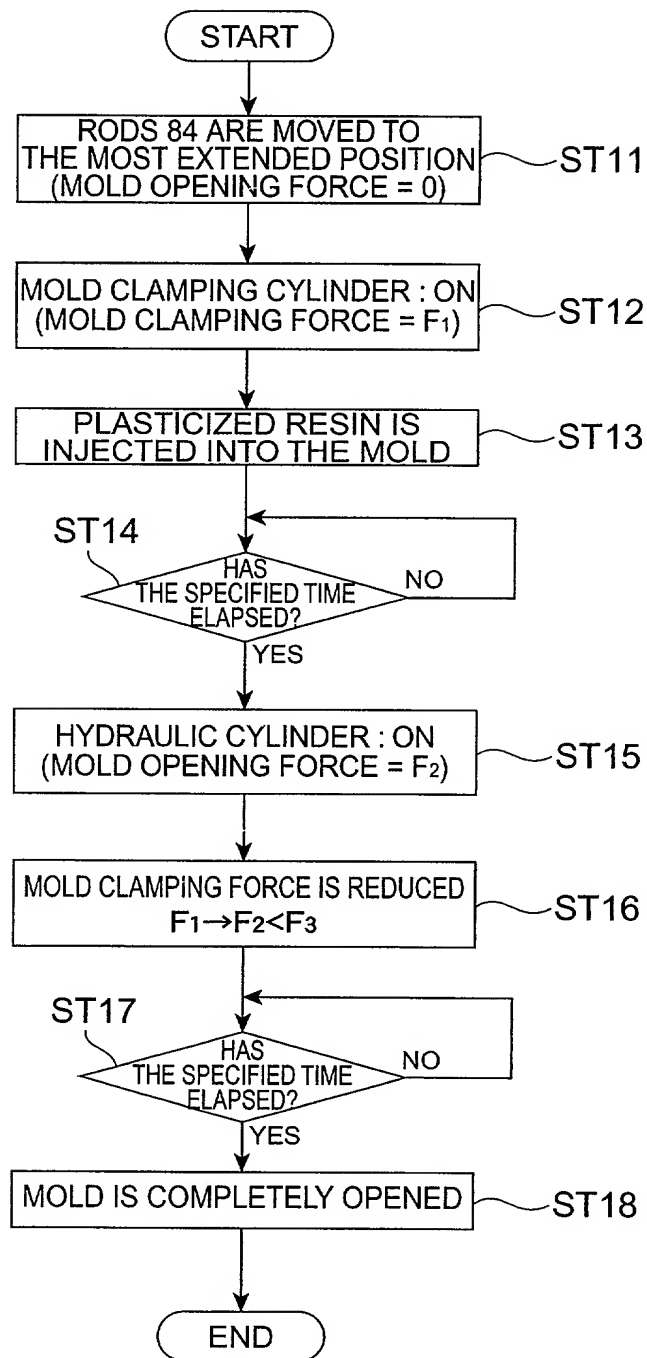 START
RODS 84 ARE MOVED TO
THE MOST EXTENDED POSITION
(MOLD OPENING FORCE = 0)
ST11
MOLD CLAMPING CYLINDER : ON
(MOLD CLAMPING FORCE = F1)
ST12
PLASTICIZED RESIN IS
INJECTED INTO THE MOLD
ST13
ST14
HAS
THE SPECIFIED TIME
ELAPSED?
NO
YES
HYDRAULIC CYLINDER : ON
(MOLD OPENING FORCE = F2)
ST15
MOLD CLAMPING FORCE IS REDUCED
F1→F2<F3
ST16
ST17
HAS
THE SPECIFIED TIME
ELAPSED?
NO
YES
MOLD IS COMPLETELY OPENED
ST18
END